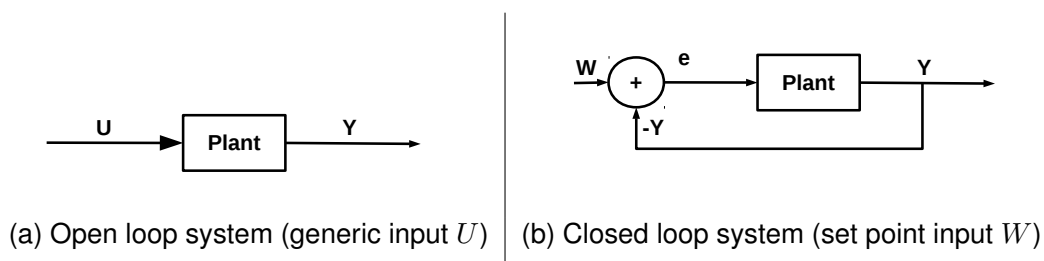 U
Plant
Y
(a) Open loop system (generic input U)
W
+
e
Plant
Y
-Y
(b) Closed loop system (set point input W)